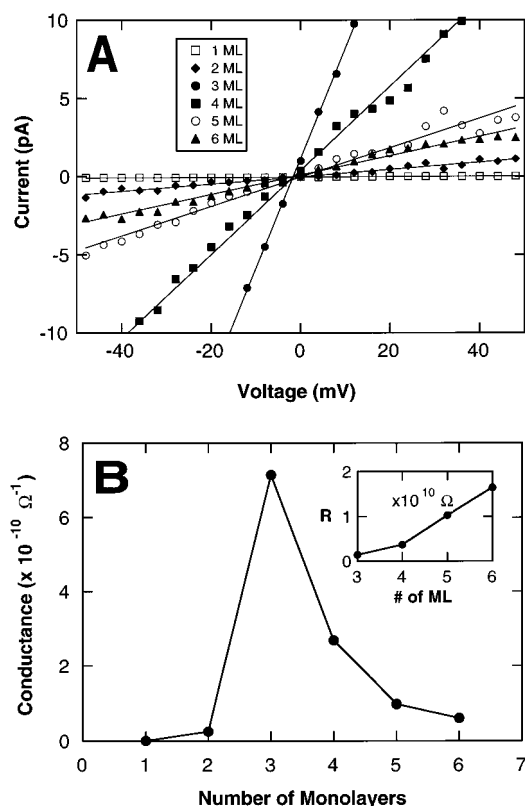 A
10
5
0
-5
-10
Current (pA)
1 ML
2 ML
3 ML
4 ML
5 ML
6 ML
-40
-20
0
20
40
Voltage (mV)
B
8
6
4
2
0
Conductance (x 10⁻¹⁰ Ω⁻¹)
2
1
0
R
x10¹⁰ Ω
3
4
5
6
# of ML
0
1
2
3
4
5
6
7
Number of Monolayers